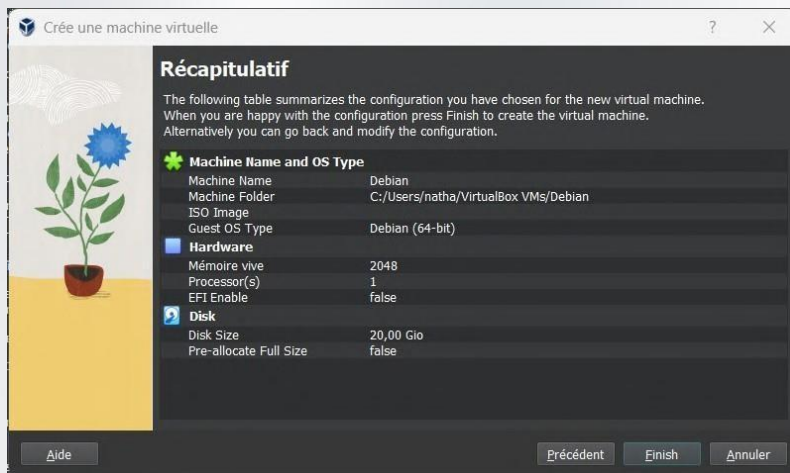 Crée une machine virtuelle
?
Récapitulatif
The following table summarizes the configuration you have chosen for the new virtual machine.
When you are happy with the configuration press Finish to create the virtual machine.
Alternatively you can go back and modify the configuration.
Machine Name and OS Type
Machine Name Debian
Machine Folder C:/Users/natha/VirtualBox VMs/Debian
ISO Image
Guest OS Type Debian (64-bit)
Hardware
Mémoire vive 2048
Processor(s) 1
EFI Enable false
Disk
Disk Size 20,00 Gio
Pre-allocate Full Size false
Aide Précédent Finish Annuler